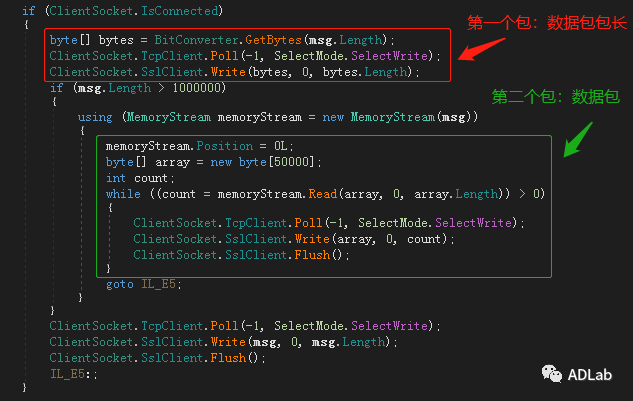 if (ClientSocket.IsConnected)
{
第一个包：数据包包长
byte[] bytes = BitConverter.GetBytes(msg.Length);
ClientSocket.TcpClient.Poll(-1, SelectMode.SelectWrite);
ClientSocket.SslClient.Write(bytes, 0, bytes.Length);
if (msg.Length > 1000000)
{
第二个包：数据包
using (MemoryStream memoryStream = new MemoryStream(msg))
{
memoryStream.Position = 0L;
byte[] array = new byte[50000];
int count;
while ((count = memoryStream.Read(array, 0, array.Length)) > 0)
{
ClientSocket.TcpClient.Poll(-1, SelectMode.SelectWrite);
ClientSocket.SslClient.Write(array, 0, count);
ClientSocket.SslClient.Flush();
}
goto IL_E5;
}
}
ClientSocket.TcpClient.Poll(-1, SelectMode.SelectWrite);
ClientSocket.SslClient.Write(msg, 0, msg.Length);
ClientSocket.SslClient.Flush();
IL_E5:;
}
ADLab